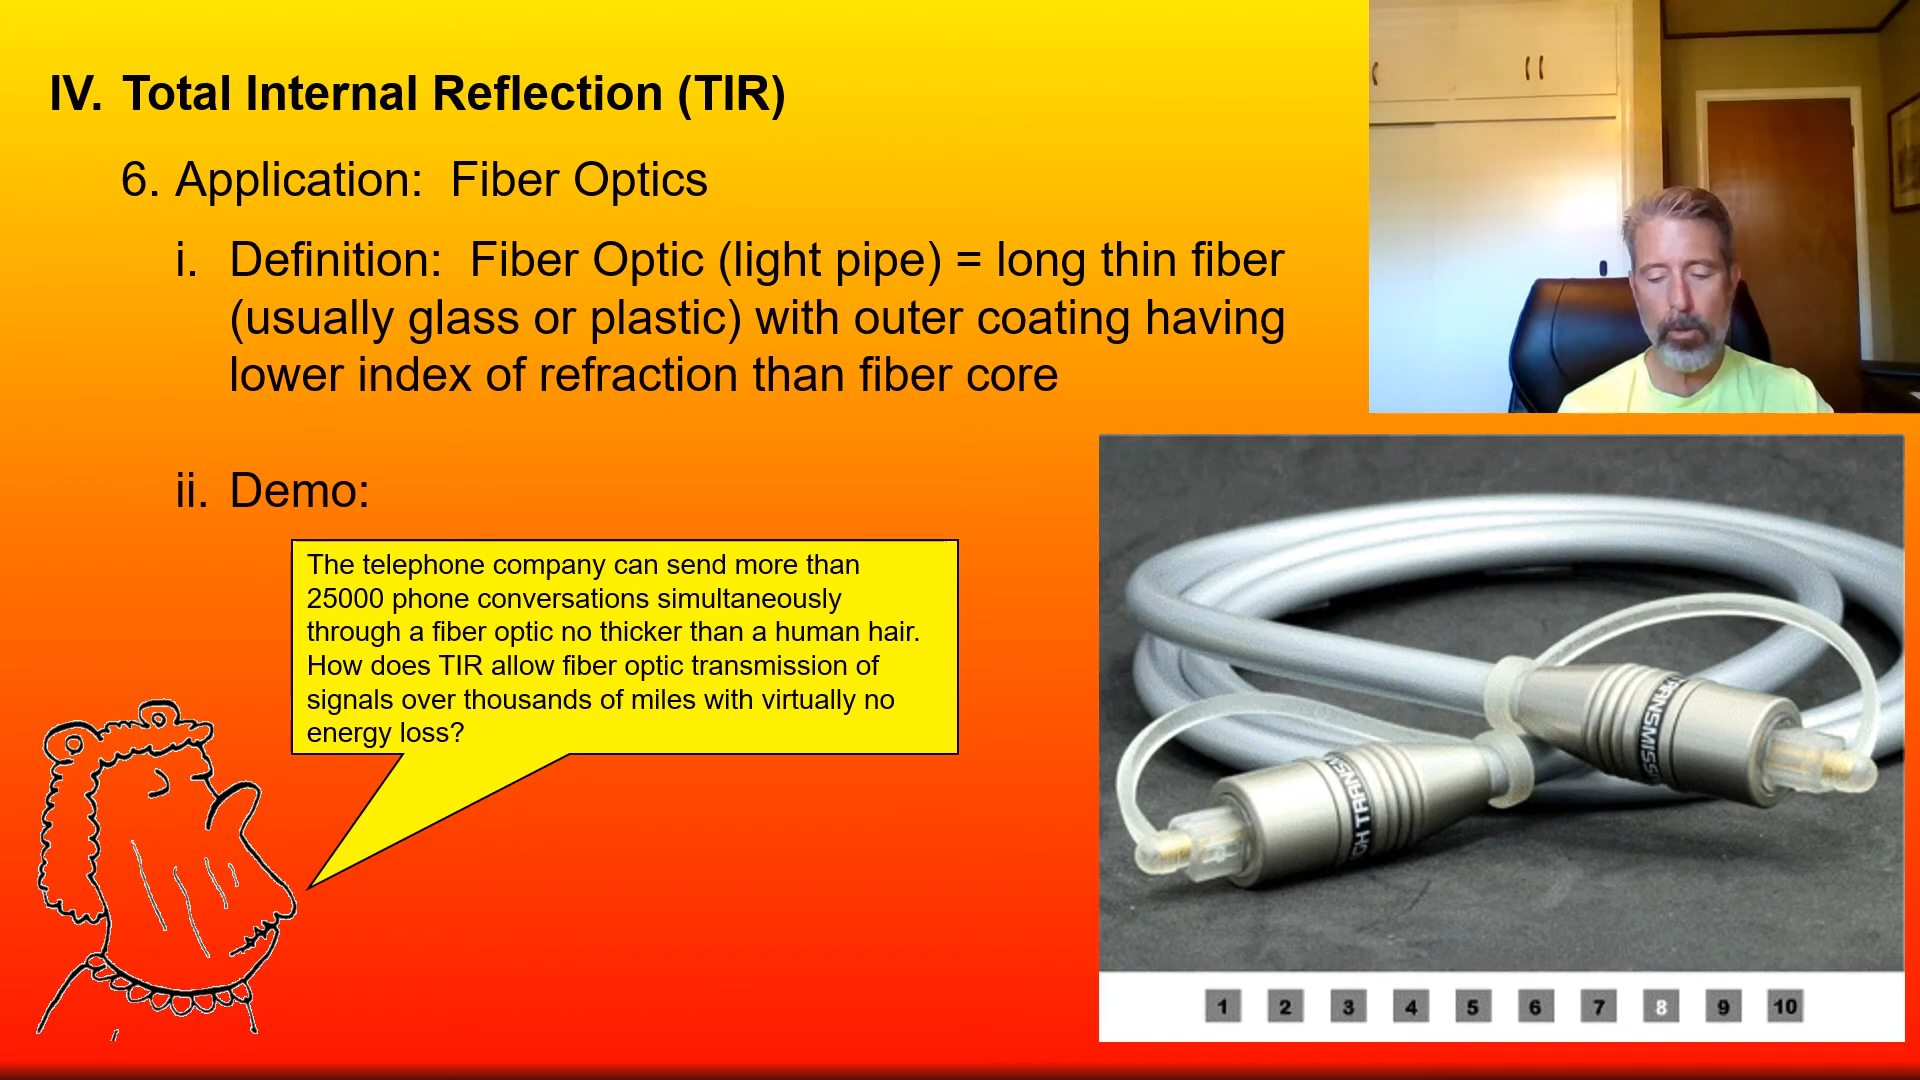 IV. Total Internal Reflection (TIR)
6. Application: Fiber Optics
i. Definition: Fiber Optic (light pipe) = long thin fiber
(usually glass or plastic) with outer coating having
lower index of refraction than fiber core
ii. Demo:
The telephone company can send more than
25000 phone conversations simultaneously
through a fiber optic no thicker than a human hair.
How does TIR allow fiber optic transmission of
signals over thousands of miles with virtually no
energy loss?
1 2 3 4 5 6 7 8 9 10